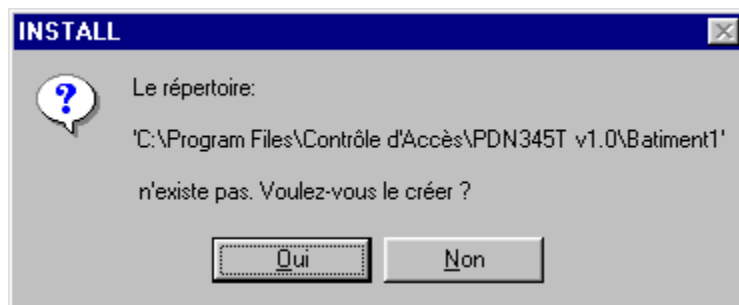 INSTALL
?
Le répertoire:
'C:\Program Files\Contrôle d'Accès\PDN345T v1.0\Batiment1'
n'existe pas. Voulez-vous le créer ?
Oui Non